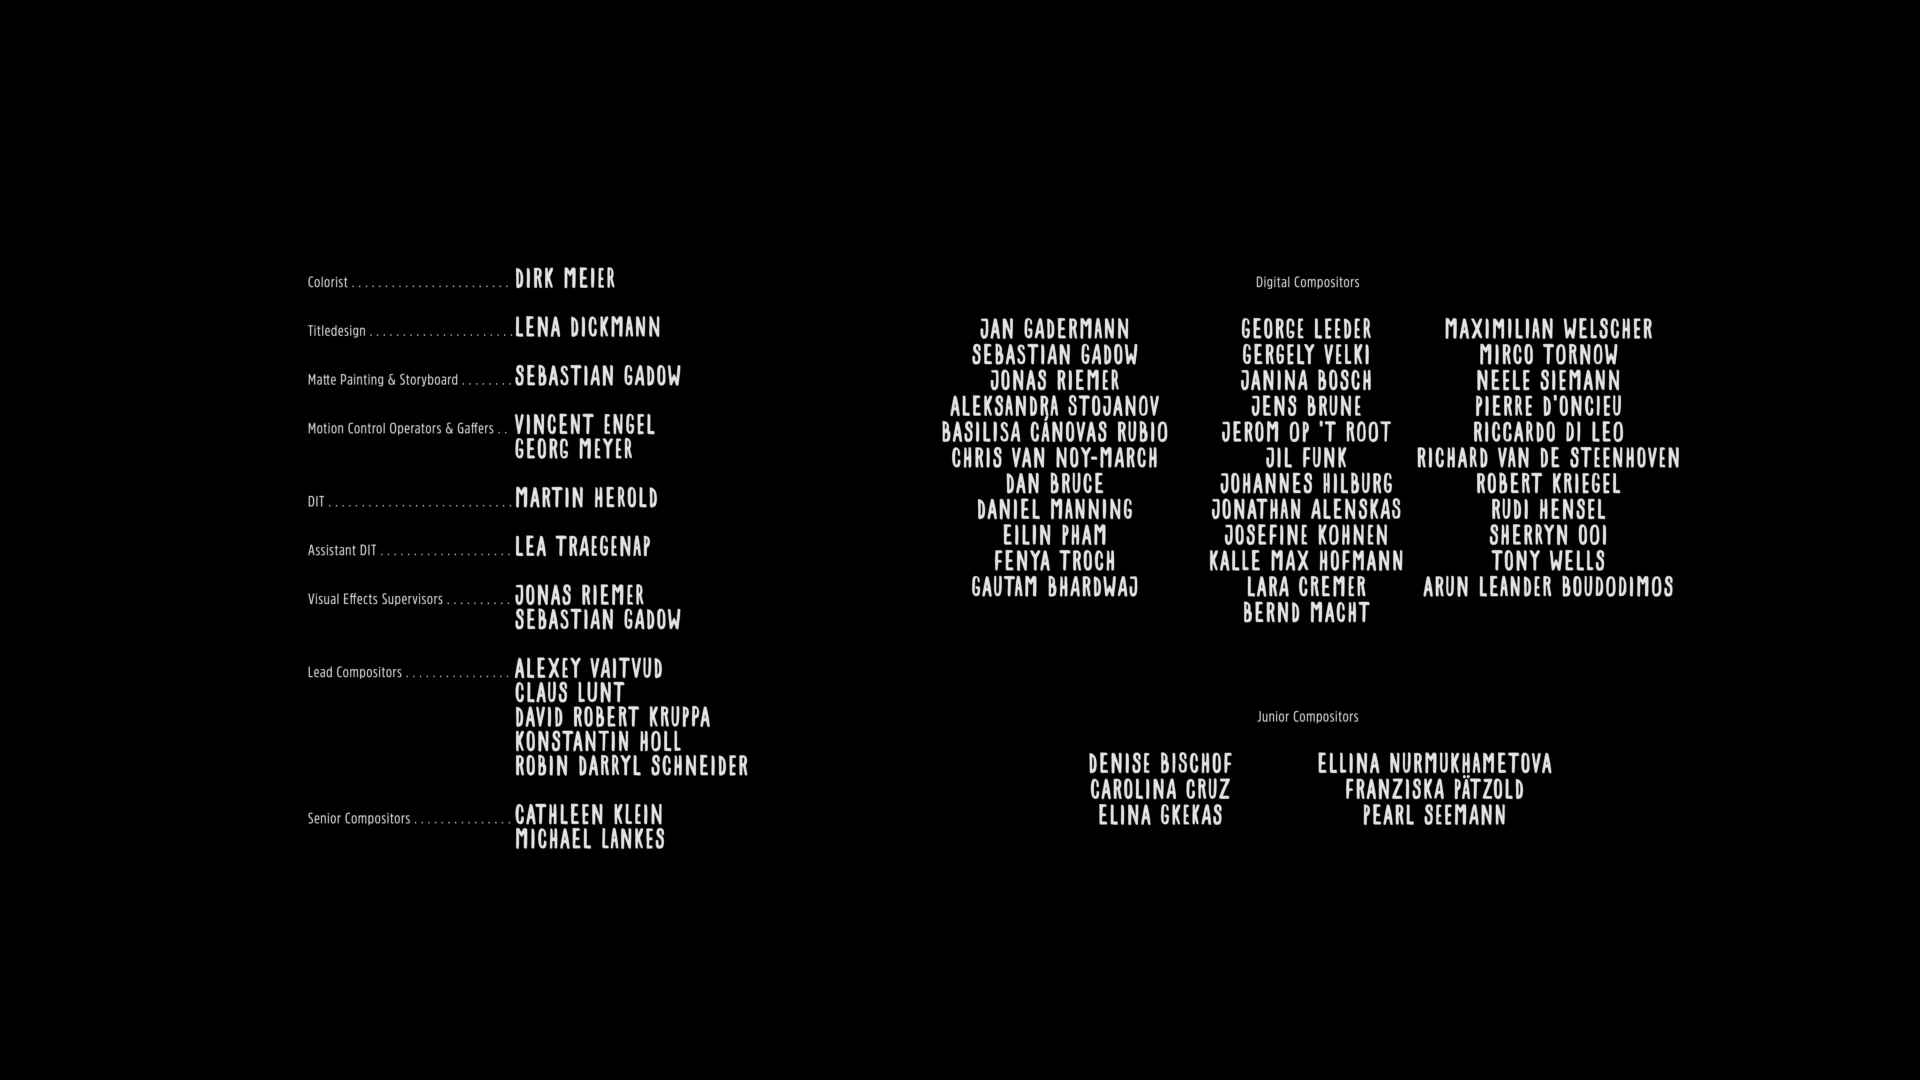 Colorist . . . . . . . . . . . . . . . . . . . . . . . . DIRK MEIER
Titledesign . . . . . . . . . . . . . . . . . . . . . . LENA DICKMANN
Matte Painting & Storyboard . . . . . . . . SEBASTIAN GADOW
Motion Control Operators & Gaffers . . VINCENT ENGEL
GEORG MEYER
DIT . . . . . . . . . . . . . . . . . . . . . . . . . . . . MARTIN HEROLD
Assistant DIT . . . . . . . . . . . . . . . . . . . . LEA TRAEGENAP
Visual Effects Supervisors . . . . . . . . . . JONAS RIEMER
SEBASTIAN GADOW
Lead Compositors . . . . . . . . . . . . . . . . ALEXEY VAITVUD
CLAUS LUNT
DAVID ROBERT KRUPPA
KONSTANTIN HOLL
ROBIN DARRYL SCHNEIDER
Senior Compositors . . . . . . . . . . . . . . . CATHLEEN KLEIN
MICHAEL LANKES
Digital Compositors
JAN GADERMANN
SEBASTIAN GADOW
JONAS RIEMER
ALEKSANDRA STOJANOV
BASILISA CÁNOVAS RUBIO
CHRIS VAN NOY-MARCH
DAN BRUCE
DANIEL MANNING
EILIN PHAM
FENYA TROCH
GAUTAM BHARDWAJ
GEORGE LEEDER
GERGELY VELKI
JANINA BOSCH
JENS BRUNE
JEROM OP 'T ROOT
JIL FUNK
JOHANNES HILBURG
JONATHAN ALENSKAS
JOSEFINE KOHNEN
KALLE MAX HOFMANN
LARA CREMER
BERND MACHT
MAXIMILIAN WELSCHER
MIRCO TORNOW
NEELE SIEMANN
PIERRE D'ONCIEU
RICCARDO DI LEO
RICHARD VAN DE STEENHOVEN
ROBERT KRIEGEL
RUDI HENSEL
SHERRYN OOI
TONY WELLS
ARUN LEANDER BOUDODIMOS
Junior Compositors
DENISE BISCHOF
CAROLINA CRUZ
ELINA GKEKAS
ELLINA NURMUKHAMETOVA
FRANZISKA PÄTZOLD
PEARL SEEMANN